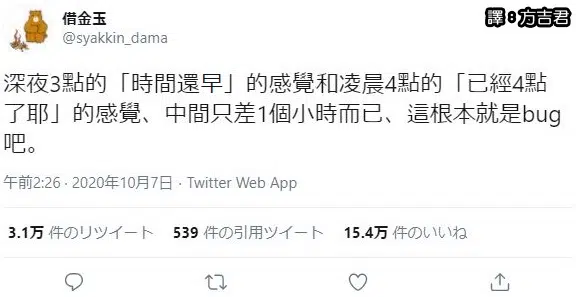 借金玉
@syakkin_dama
譯:方吉君
深夜3點的「時間還早」的感覺和凌晨4點的「已經4點
了耶」的感覺、中間只差1個小時而已、這根本就是bug
吧。
午前2:26 · 2020年10月7日 · Twitter Web App
3.1万 件のリツイート 539 件の引用ツイート 15.4万 件のいいね